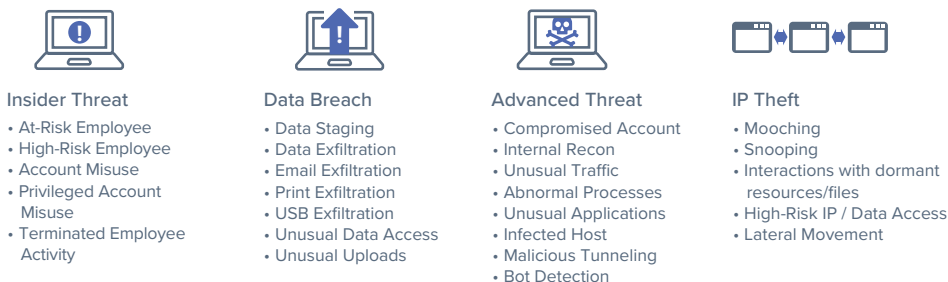 Insider Threat
• At-Risk Employee
• High-Risk Employee
• Account Misuse
• Privileged Account
Misuse
• Terminated Employee
Activity
Data Breach
• Data Staging
• Data Exfiltration
• Email Exfiltration
• Print Exfiltration
• USB Exfiltration
• Unusual Data Access
• Unusual Uploads
Advanced Threat
• Compromised Account
• Internal Recon
• Unusual Traffic
• Abnormal Processes
• Unusual Applications
• Infected Host
• Malicious Tunneling
• Bot Detection
IP Theft
• Mooching
• Snooping
• Interactions with dormant
resources/files
• High-Risk IP / Data Access
• Lateral Movement